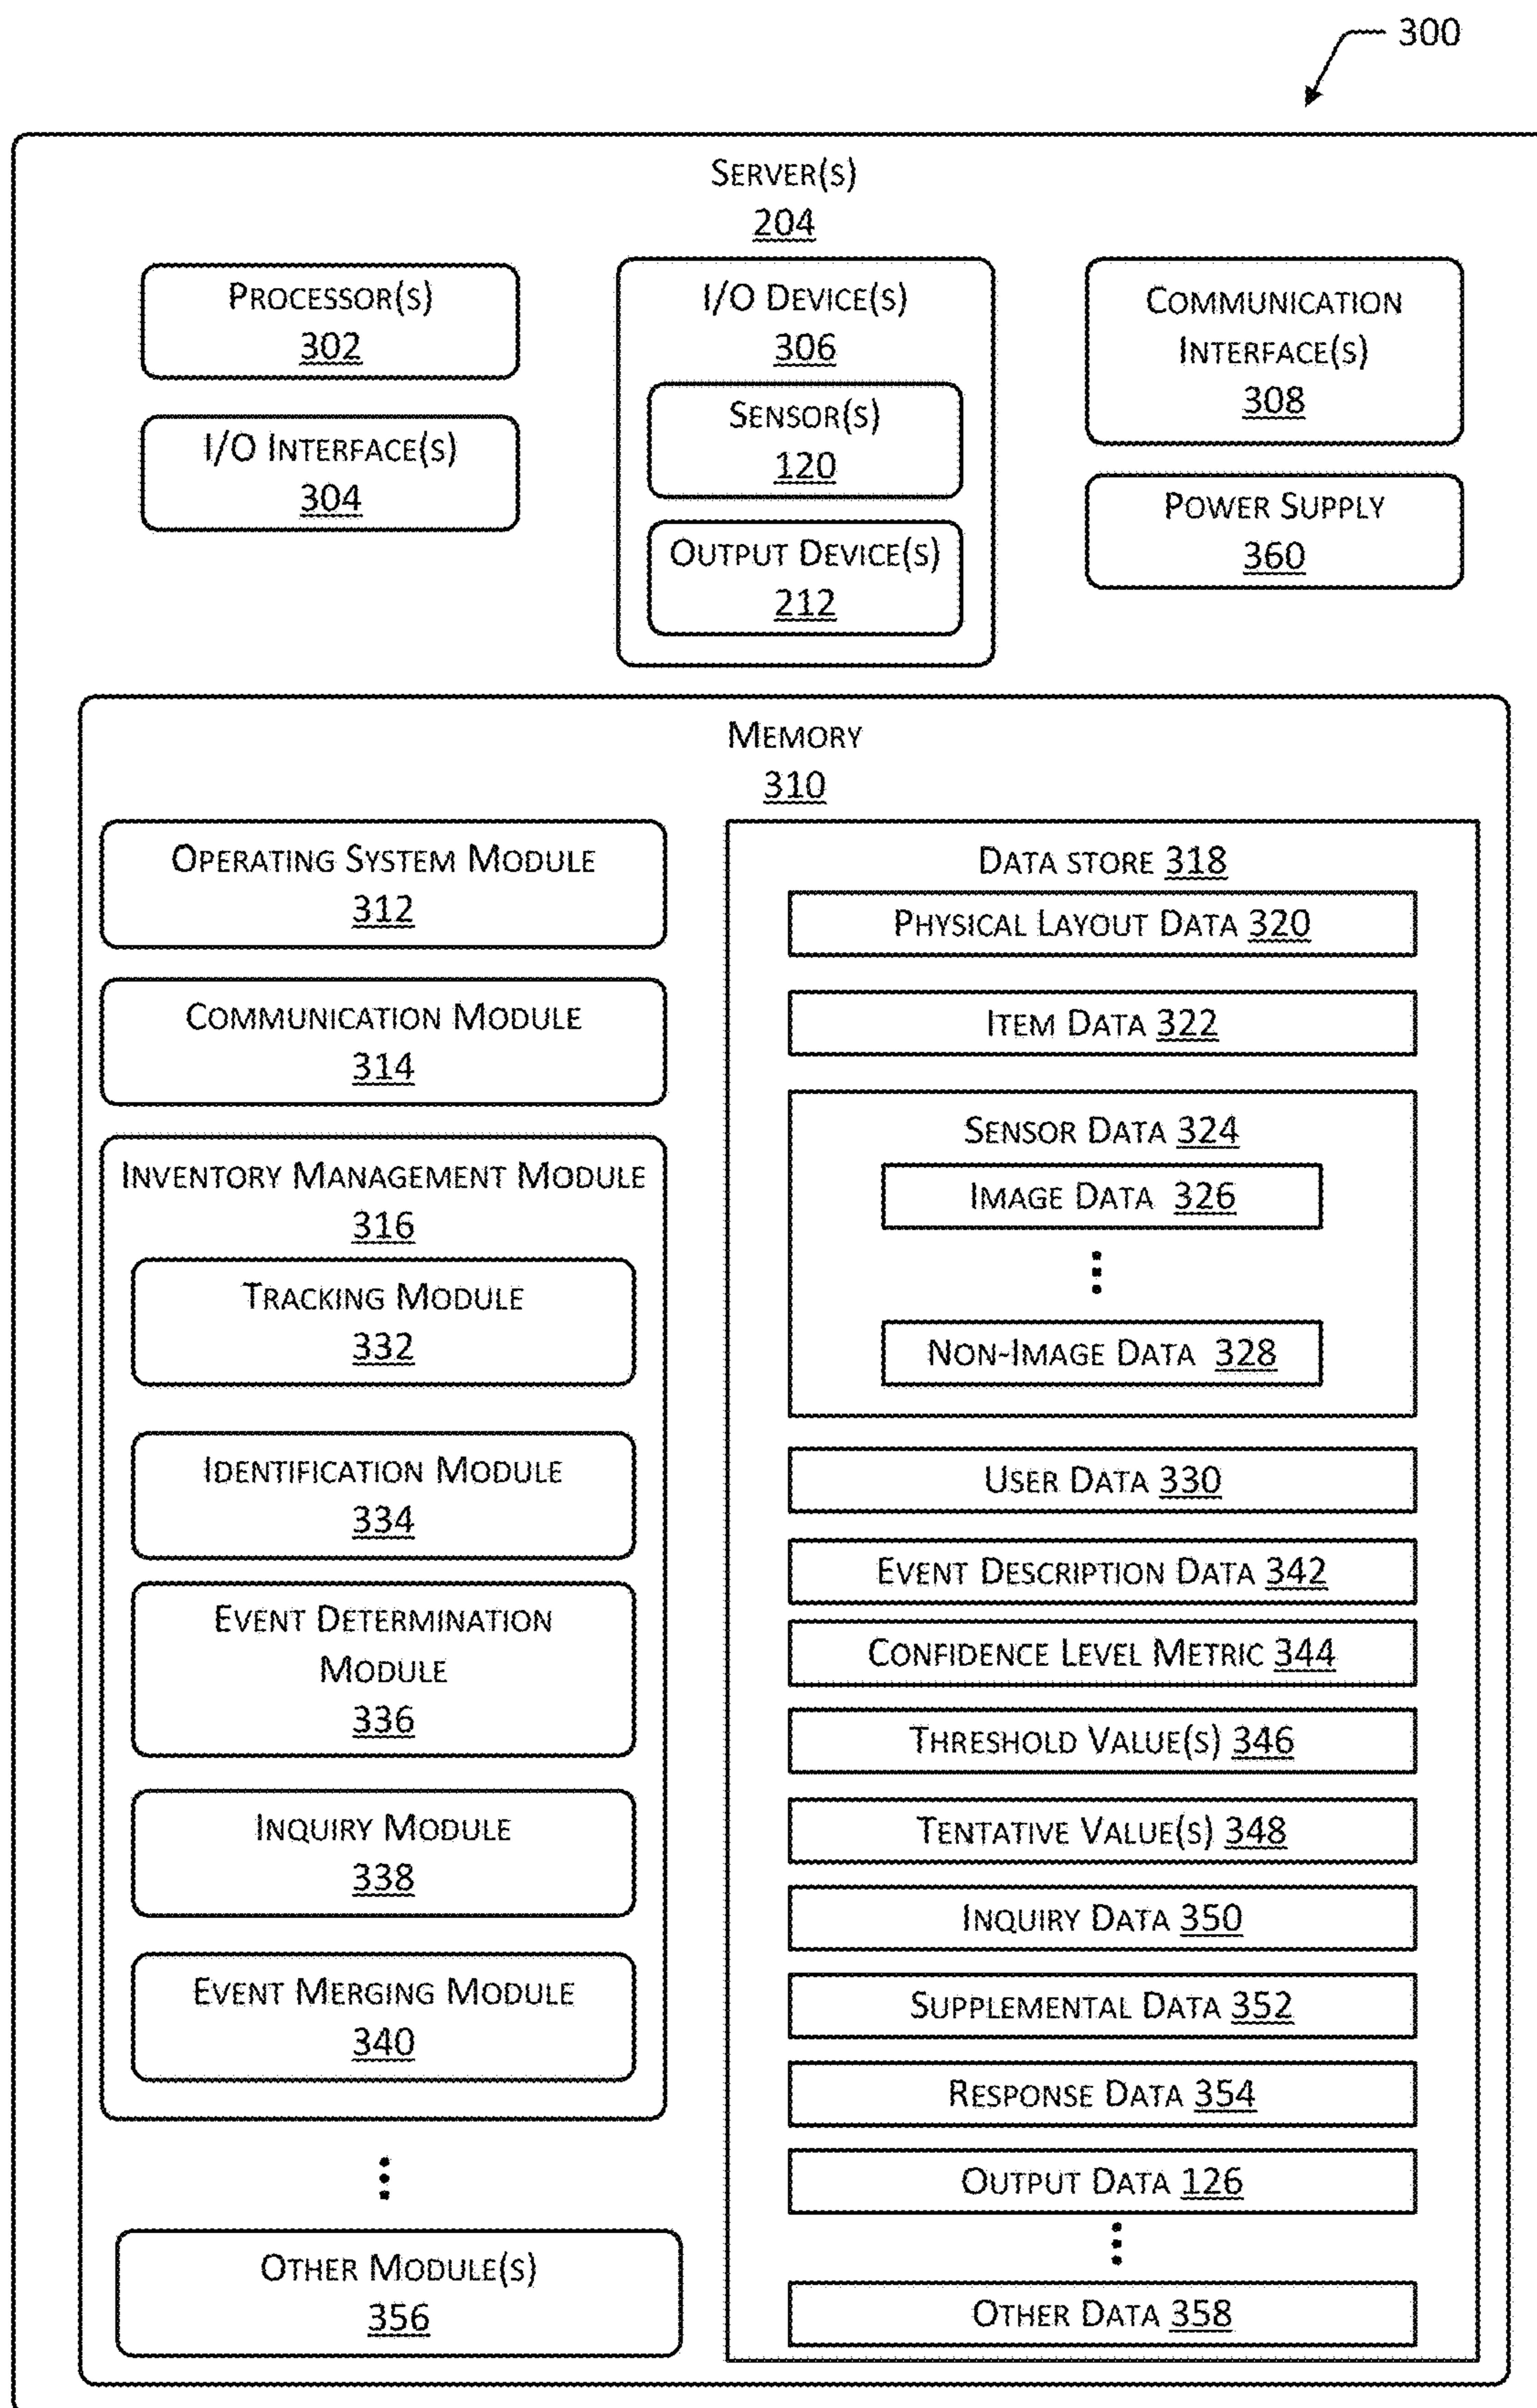 300
SERVER(S)
204
PROCESSOR(S)
302
I/O INTERFACE(S)
304
I/O DEVICE(S)
306
SENSOR(S)
120
OUTPUT DEVICE(S)
212
COMMUNICATION
INTERFACE(S)
308
POWER SUPPLY
360
MEMORY
310
OPERATING SYSTEM MODULE
312
COMMUNICATION MODULE
314
INVENTORY MANAGEMENT MODULE
316
TRACKING MODULE
332
IDENTIFICATION MODULE
334
EVENT DETERMINATION
MODULE
336
INQUIRY MODULE
338
EVENT MERGING MODULE
340
OTHER MODULE(S)
356
DATA STORE 318
PHYSICAL LAYOUT DATA 320
ITEM DATA 322
SENSOR DATA 324
IMAGE DATA 326
NON-IMAGE DATA 328
USER DATA 330
EVENT DESCRIPTION DATA 342
CONFIDENCE LEVEL METRIC 344
THRESHOLD VALUE(S) 346
TENTATIVE VALUE(S) 348
INQUIRY DATA 350
SUPPLEMENTAL DATA 352
RESPONSE DATA 354
OUTPUT DATA 126
OTHER DATA 358